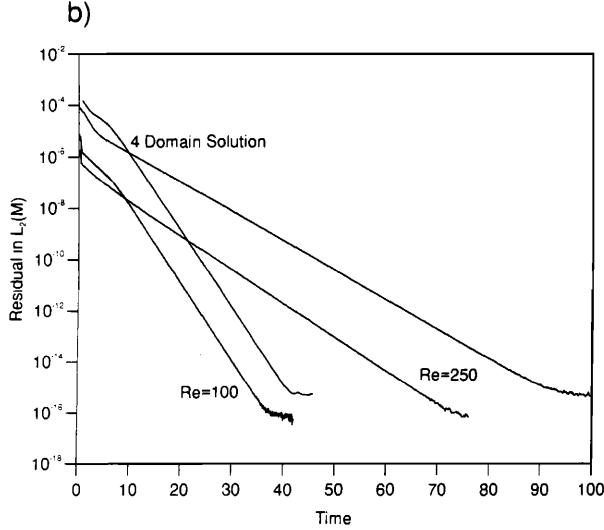 b)
10⁻²
10⁻⁴
10⁻⁶
10⁻⁸
10⁻¹⁰
10⁻¹²
10⁻¹⁴
10⁻¹⁶
10⁻¹⁸
Residual in L₂(M)
4 Domain Solution
Re=100
Re=250
0 10 20 30 40 50 60 70 80 90 100
Time